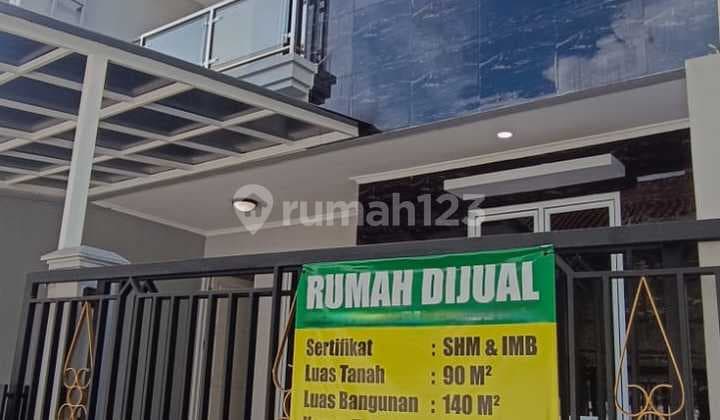 rumah123
RUMAH DIJUAL
Sertifikat : SHM & IMB
Luas Tanah : 90 M²
Luas Bangunan : 140 M²